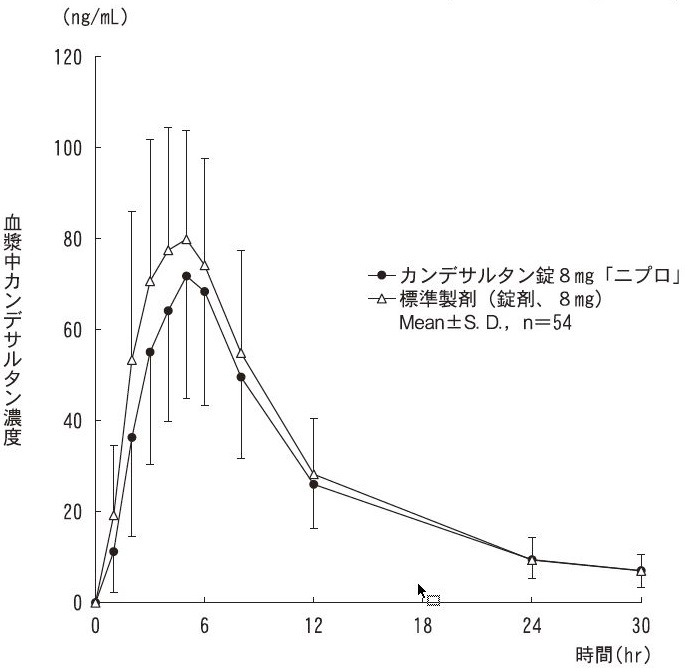 (ng/mL)
120
100
80
60
40
20
0
血漿中カンデサルタン濃度
カンデサルタン錠8mg「ニプロ」
標準製剤(錠剤、8mg)
Mean±S. D., n=54
0 6 12 18 24 30
時間(hr)